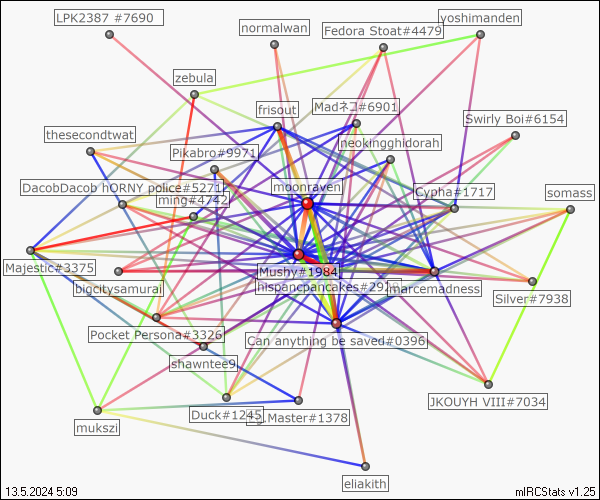 LPK2387 #7690
yoshimanden
normalwan
Fedora Stoat#4479
zebula
Madネコ#6901
frisout
Swirly Boi#6154
thesecondtwat
neokingghidorah
Pikabro#9971
moonraven
DacobDacob hORNY police#5271
Cypha#1717
somass
ming#4742
Majestic#3375
Mushy#1984
bigcitysamurai
hispancpancakes#29
marcemadness
Silver#7938
Pocket Persona#3326
Can anything be saved#0396
shawntee9
JKOUYH VIII#7034
Duck#1245
g.Master#1378
mukszi
eliakith
13.5.2024 5:09
mIRCStats v1.25